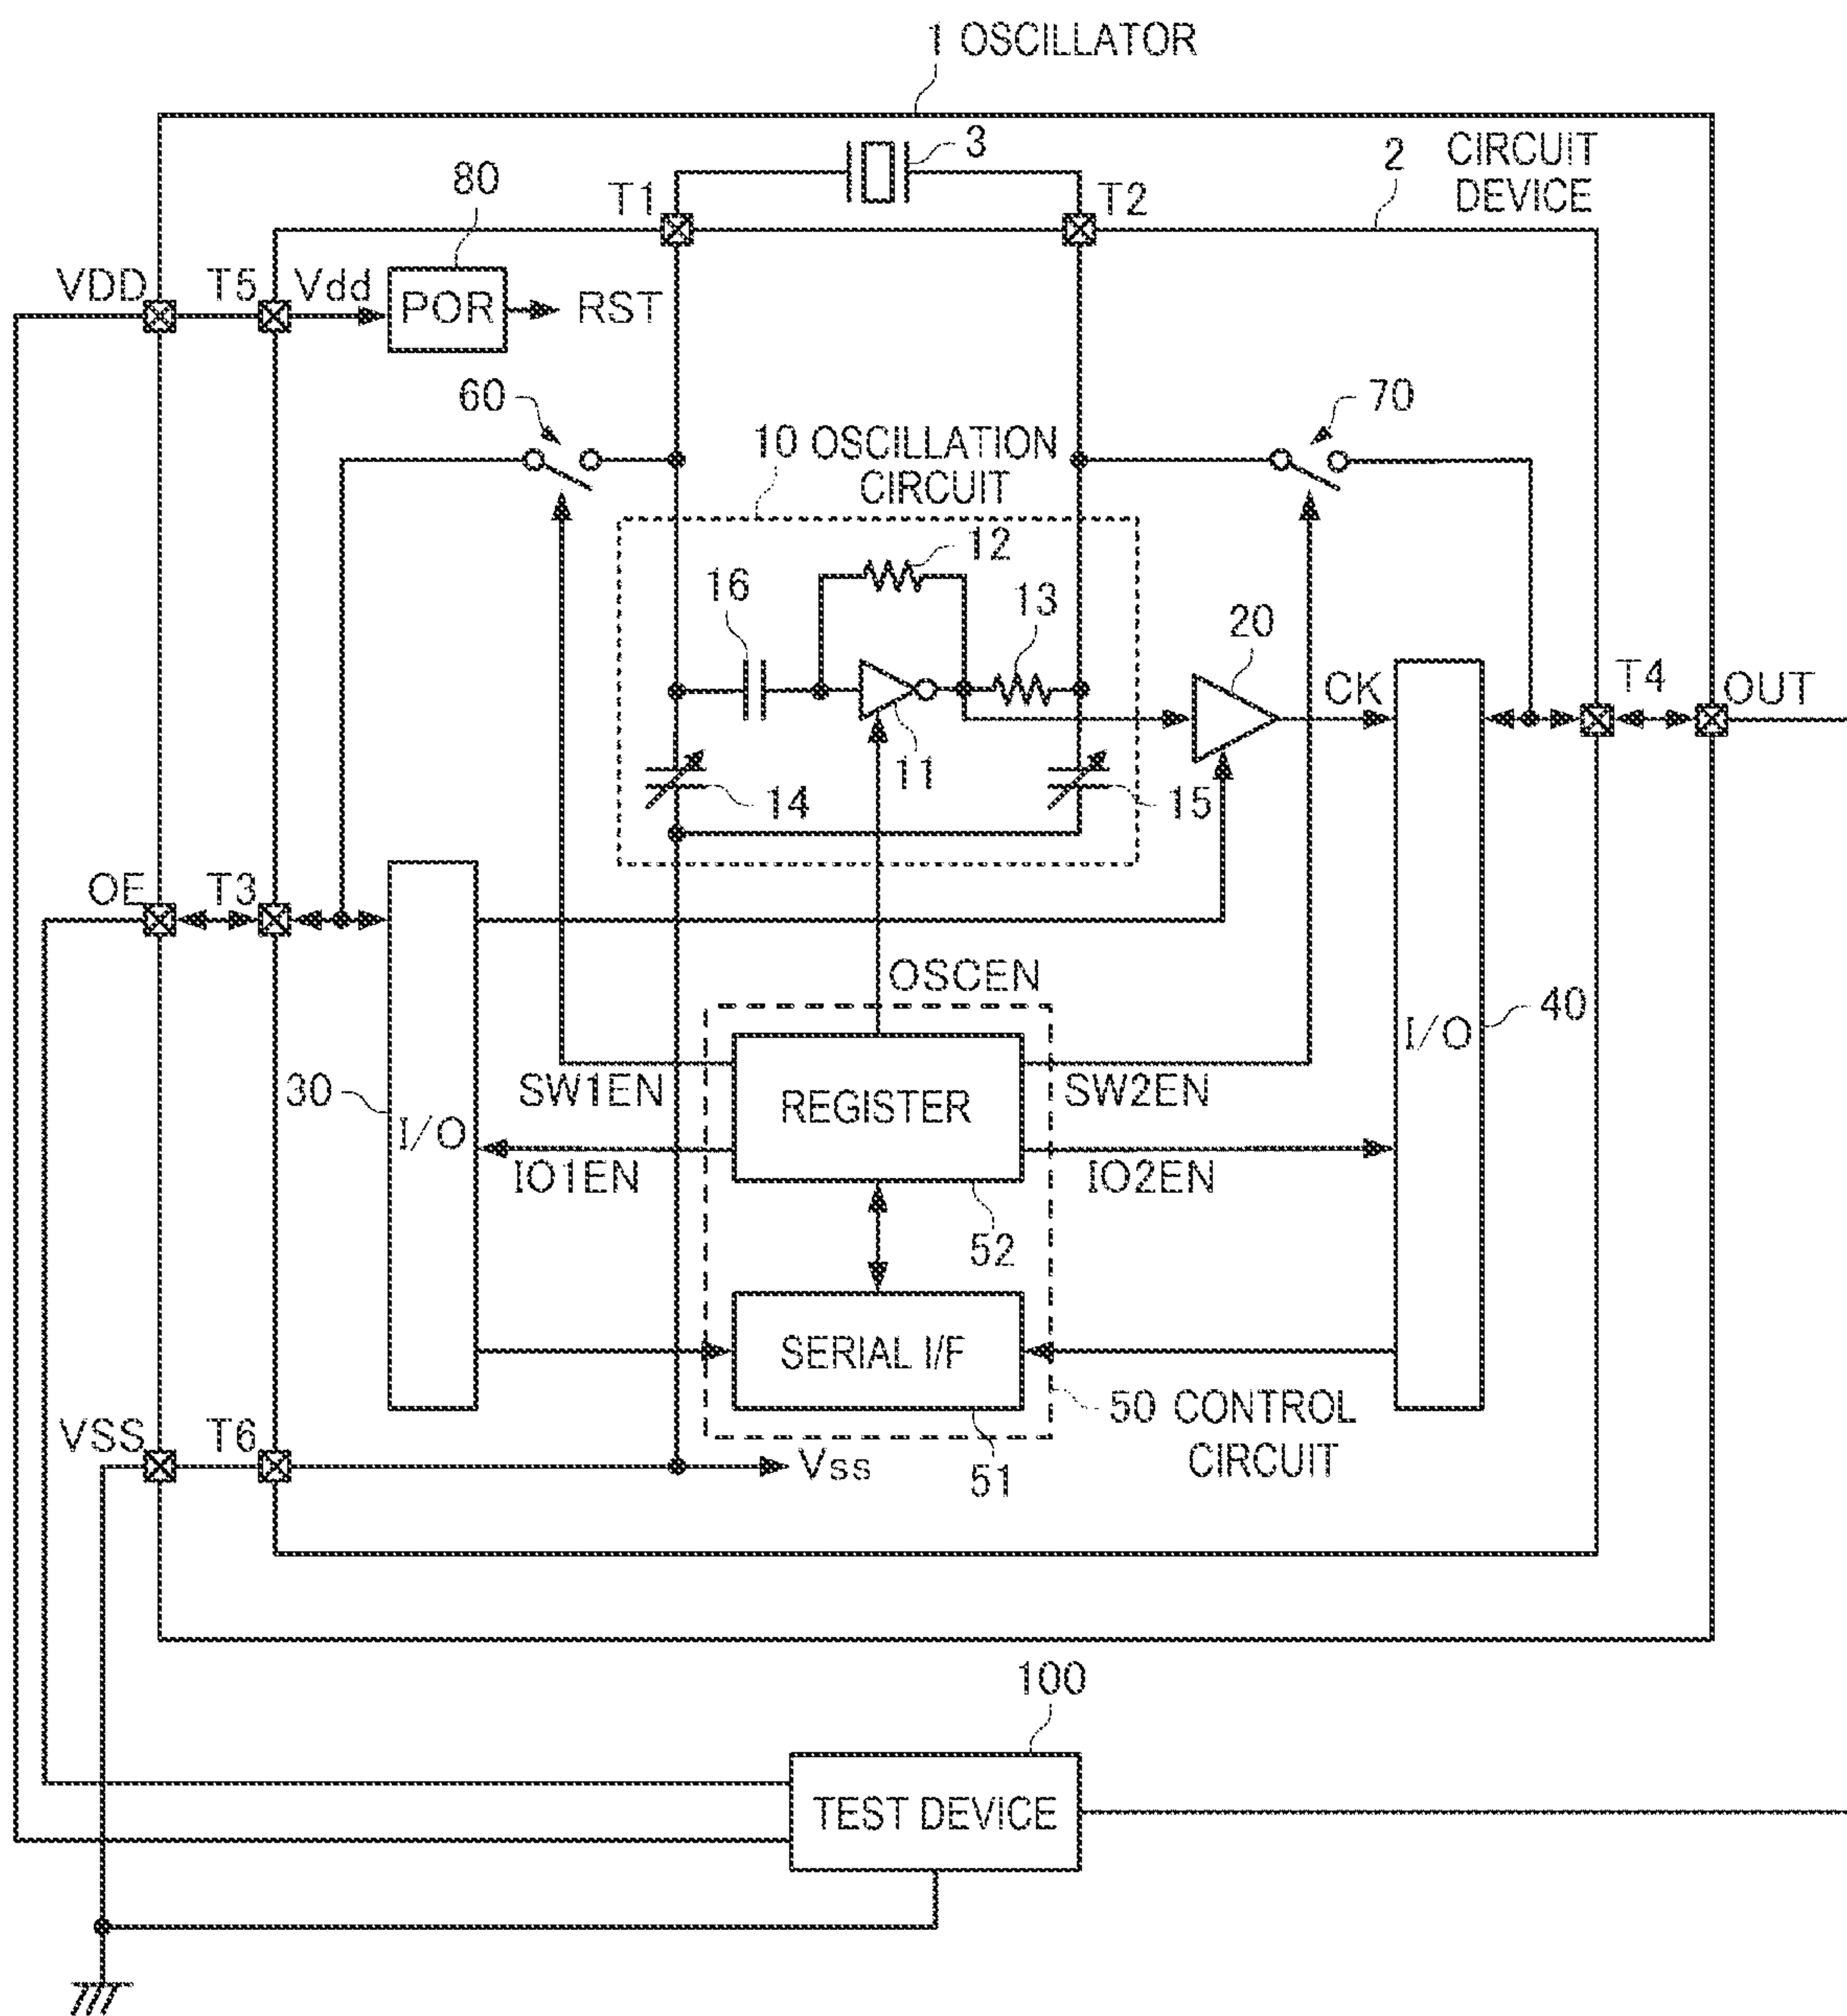 1 OSCILLATOR
3
2
CIRCUIT
DEVICE
80
T1
T2
VDD
T5
Vdd
POR
RST
60
70
10 OSCILLATION
CIRCUIT
12
16
13
20
CK
T4
OUT
11
14
15
OE
T3
OSCEN
40
I/O
30
I/O
SW1EN
REGISTER
SW2EN
IO1EN
IO2EN
52
SERIAL I/F
50 CONTROL
CIRCUIT
VSS
T6
Vss
51
100
TEST DEVICE